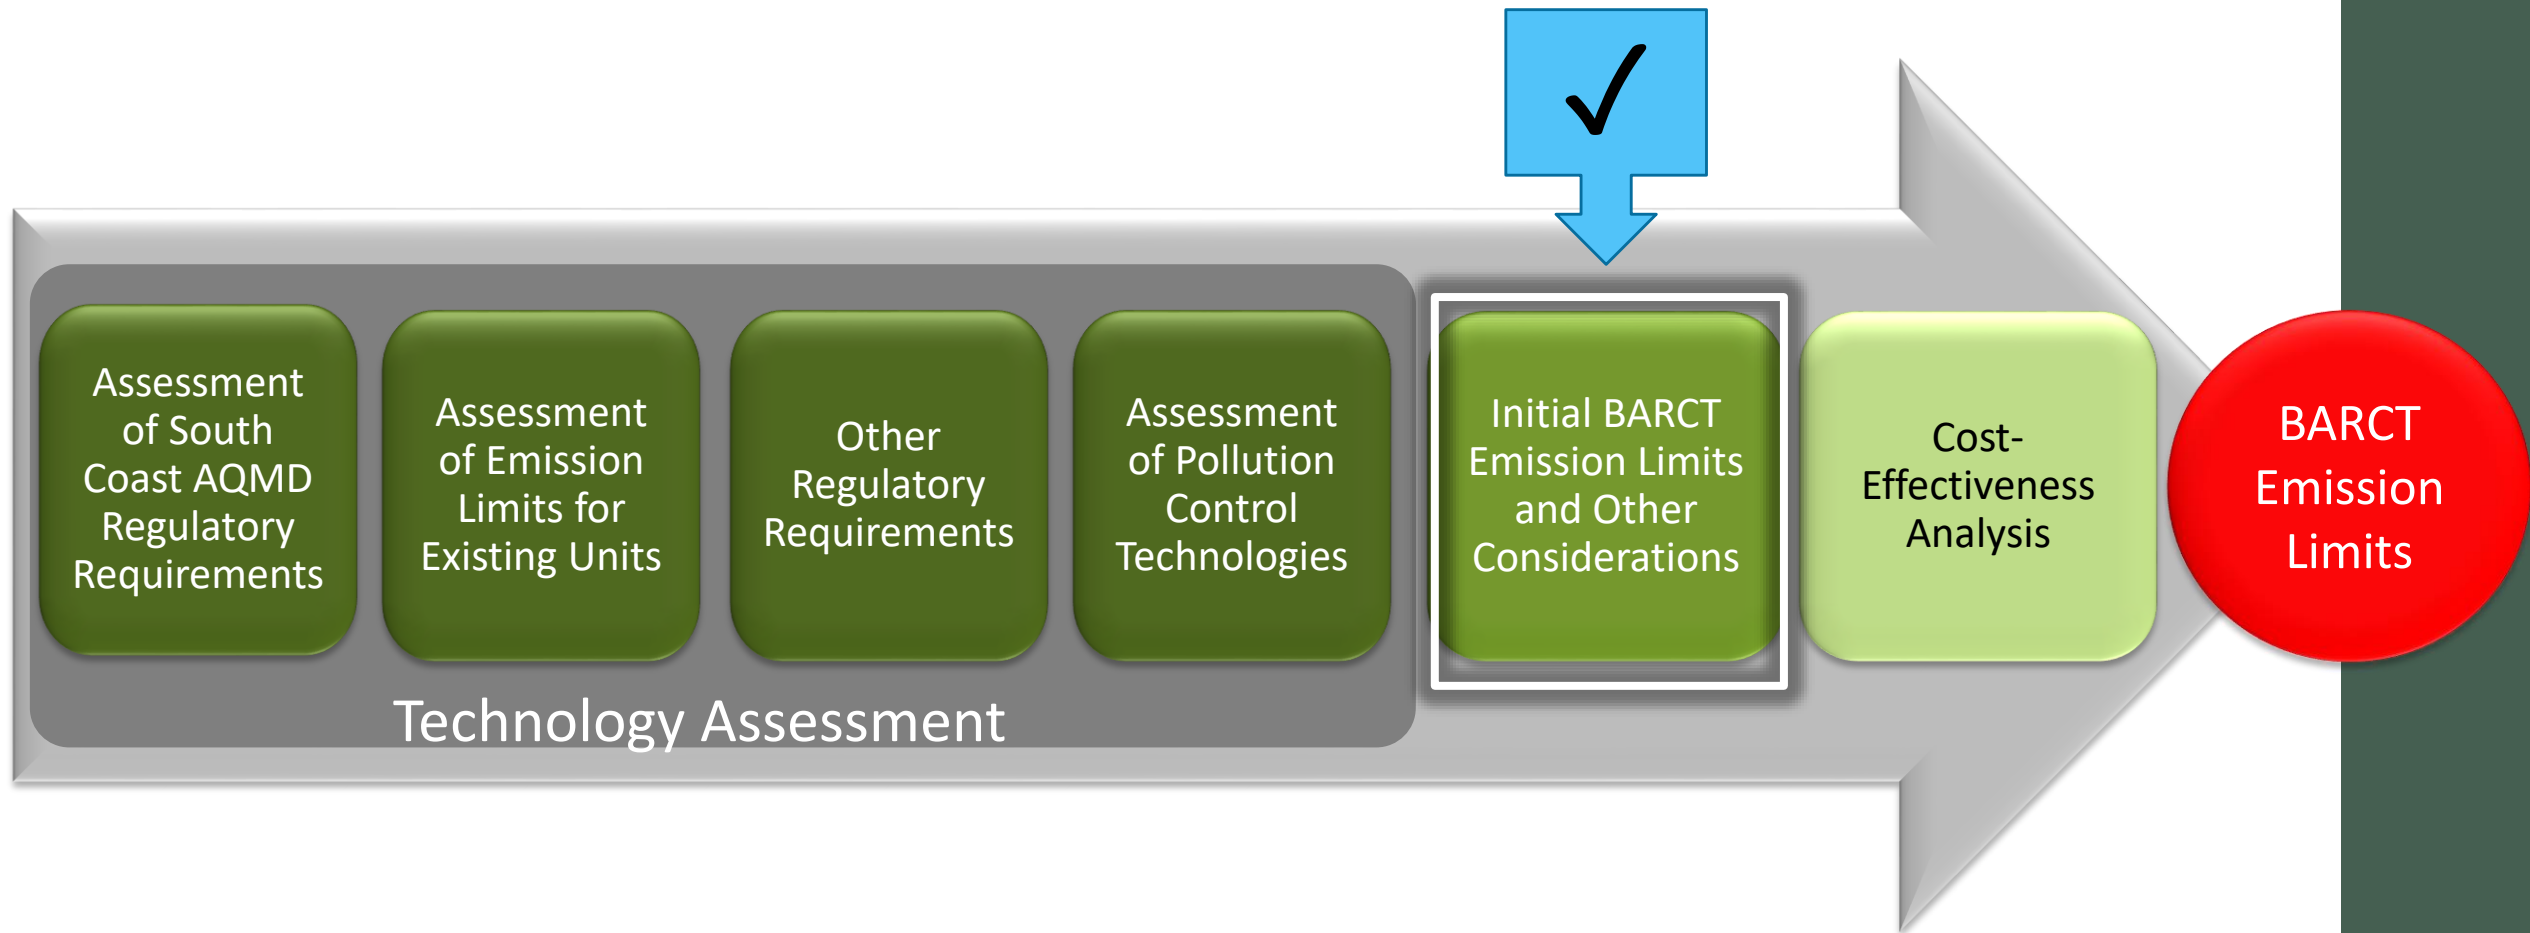 ✓
Assessment
of South
Coast AQMD
Regulatory
Requirements
Assessment
of Emission
Limits for
Existing Units
Other
Regulatory
Requirements
Assessment
of Pollution
Control
Technologies
Initial BARCT
Emission Limits
and Other
Considerations
Cost-
Effectiveness
Analysis
BARCT
Emission
Limits
Technology Assessment